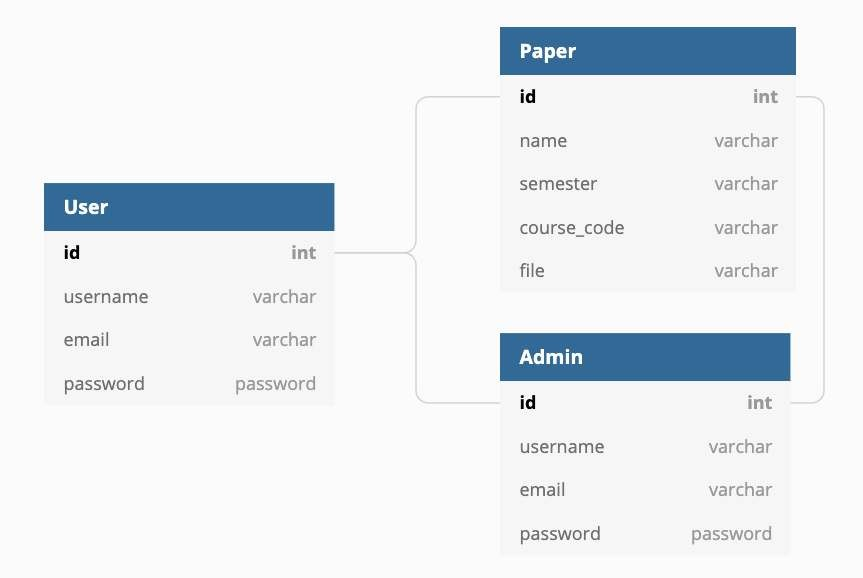 User
id int
username varchar
email varchar
password password
Paper
id int
name varchar
semester varchar
course_code varchar
file varchar
Admin
id int
username varchar
email varchar
password password